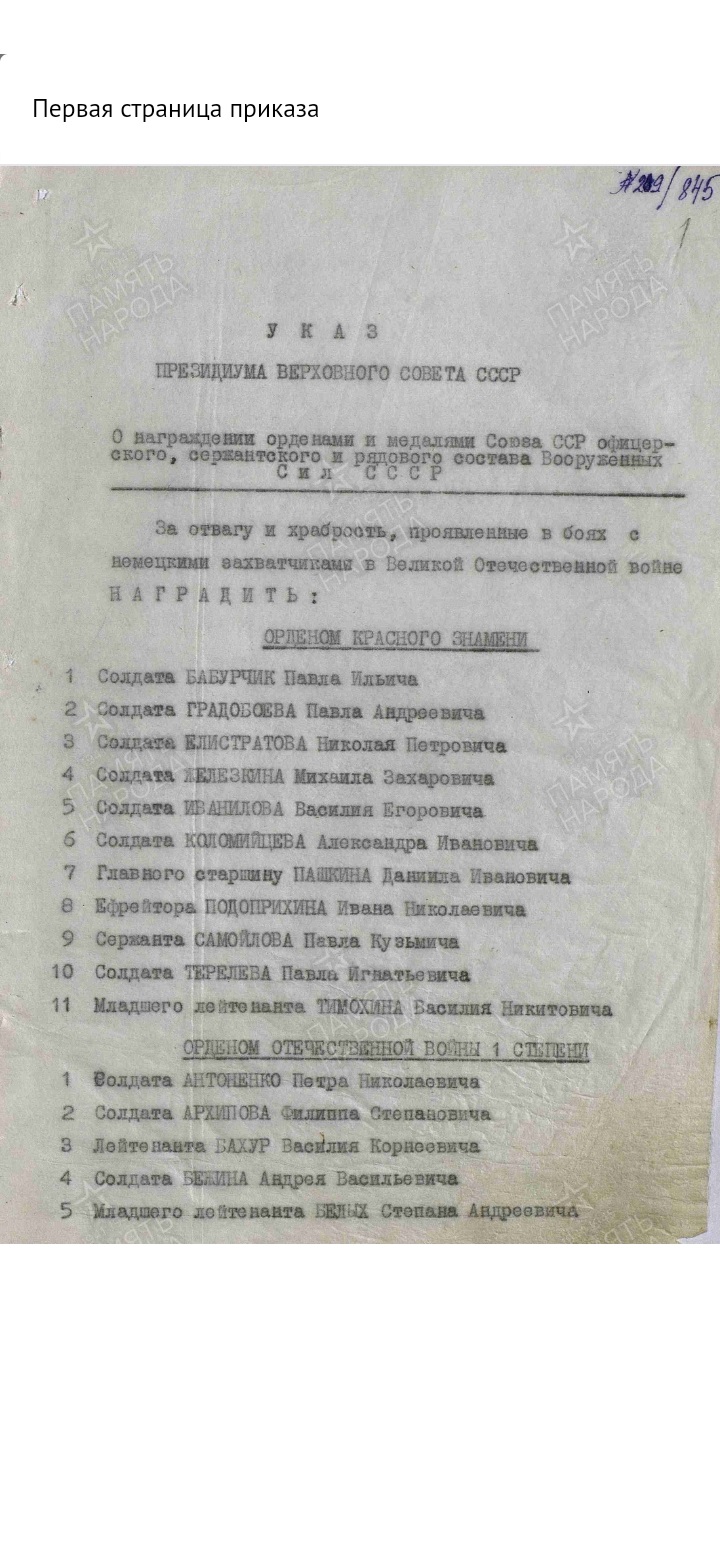 Первая страница приказа
№209/845
1
У К А З
ПРЕЗИДИУМА ВЕРХОВНОГО СОВЕТА СССР
О награждении орденами и медалями Союза ССР офицер-
ского, сержантского и рядового состава Вооруженных
С и л С С С Р
За отвагу и храбрость, проявленные в боях с
немецкими захватчиками в Великой Отечественной войне
Н А Г Р А Д И Т Ь :
ОРДЕНОМ КРАСНОГО ЗНАМЕНИ
1 Солдата БАБУРЧИК Павла Ильича
2 Солдата ГРАДОБОЕВА Павла Андреевича
3 Солдата ЕЛИСТРАТОВА Николая Петровича
4 Солдата ЖЕЛЕЗКИНА Михаила Захаровича
5 Солдата ИВАНИЛОВА Василия Егоровича
6 Солдата КОЛОМИЙЦЕВА Александра Ивановича
7 Главного старшину ПАШКИНА Даниила Ивановича
8 Ефрейтора ПОДОПРИХИНА Ивана Николаевича
9 Сержанта САМОЙЛОВА Павла Кузьмича
10 Солдата ТЕРЕЛЕВА Павла Игнатьевича
11 Младшего лейтенанта ТИМОХИНА Василия Никитовича
ОРДЕНОМ ОТЕЧЕСТВЕННОЙ ВОЙНЫ 1 СТЕПЕНИ
1 Солдата АНТОНЕНКО Петра Николаевича
2 Солдата АРХИПОВА Филиппа Степановича
3 Лейтенанта БАХУР Василия Корнеевича
4 Солдата БЕЖИНА Андрея Васильевича
5 Младшего лейтенанта БЕЛЫХ Степана Андреевича
ПАМЯТЬ
НАРОДА